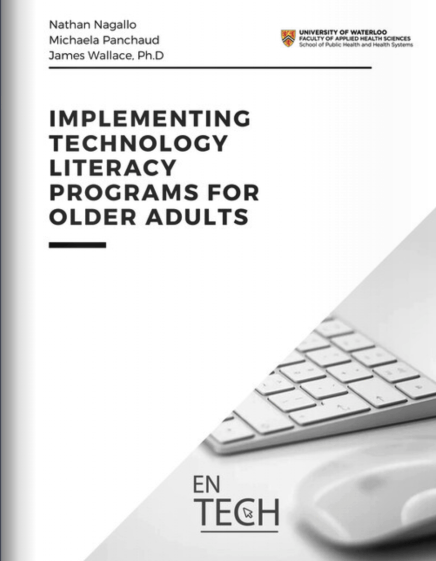 Nathan Nagallo
Michaela Panchaud
James Wallace, Ph.D
UNIVERSITY OF WATERLOO
FACULTY OF APPLIED HEALTH SCIENCES
School of Public Health and Health Systems
IMPLEMENTING
TECHNOLOGY
LITERACY
PROGRAMS FOR
OLDER ADULTS
EN
TECH